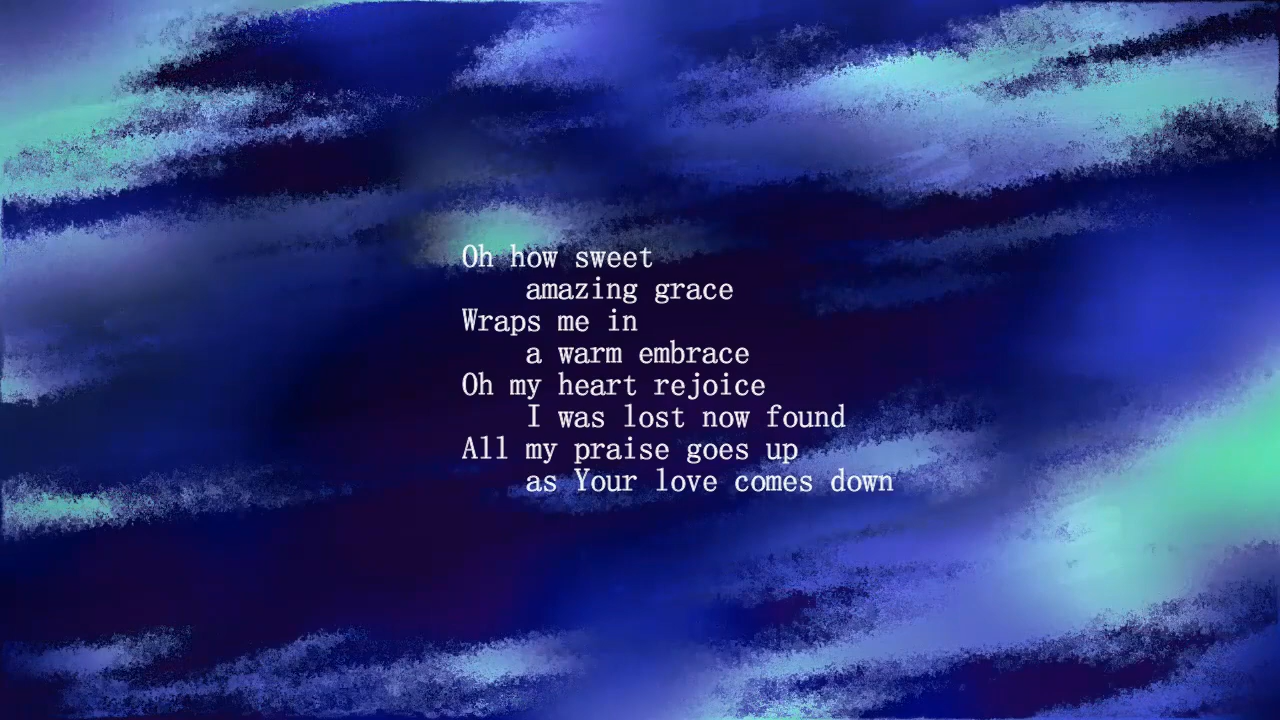 Oh how sweet
amazing grace
Wraps me in
a warm embrace
Oh my heart rejoice
I was lost now found
All my praise goes up
as Your love comes down